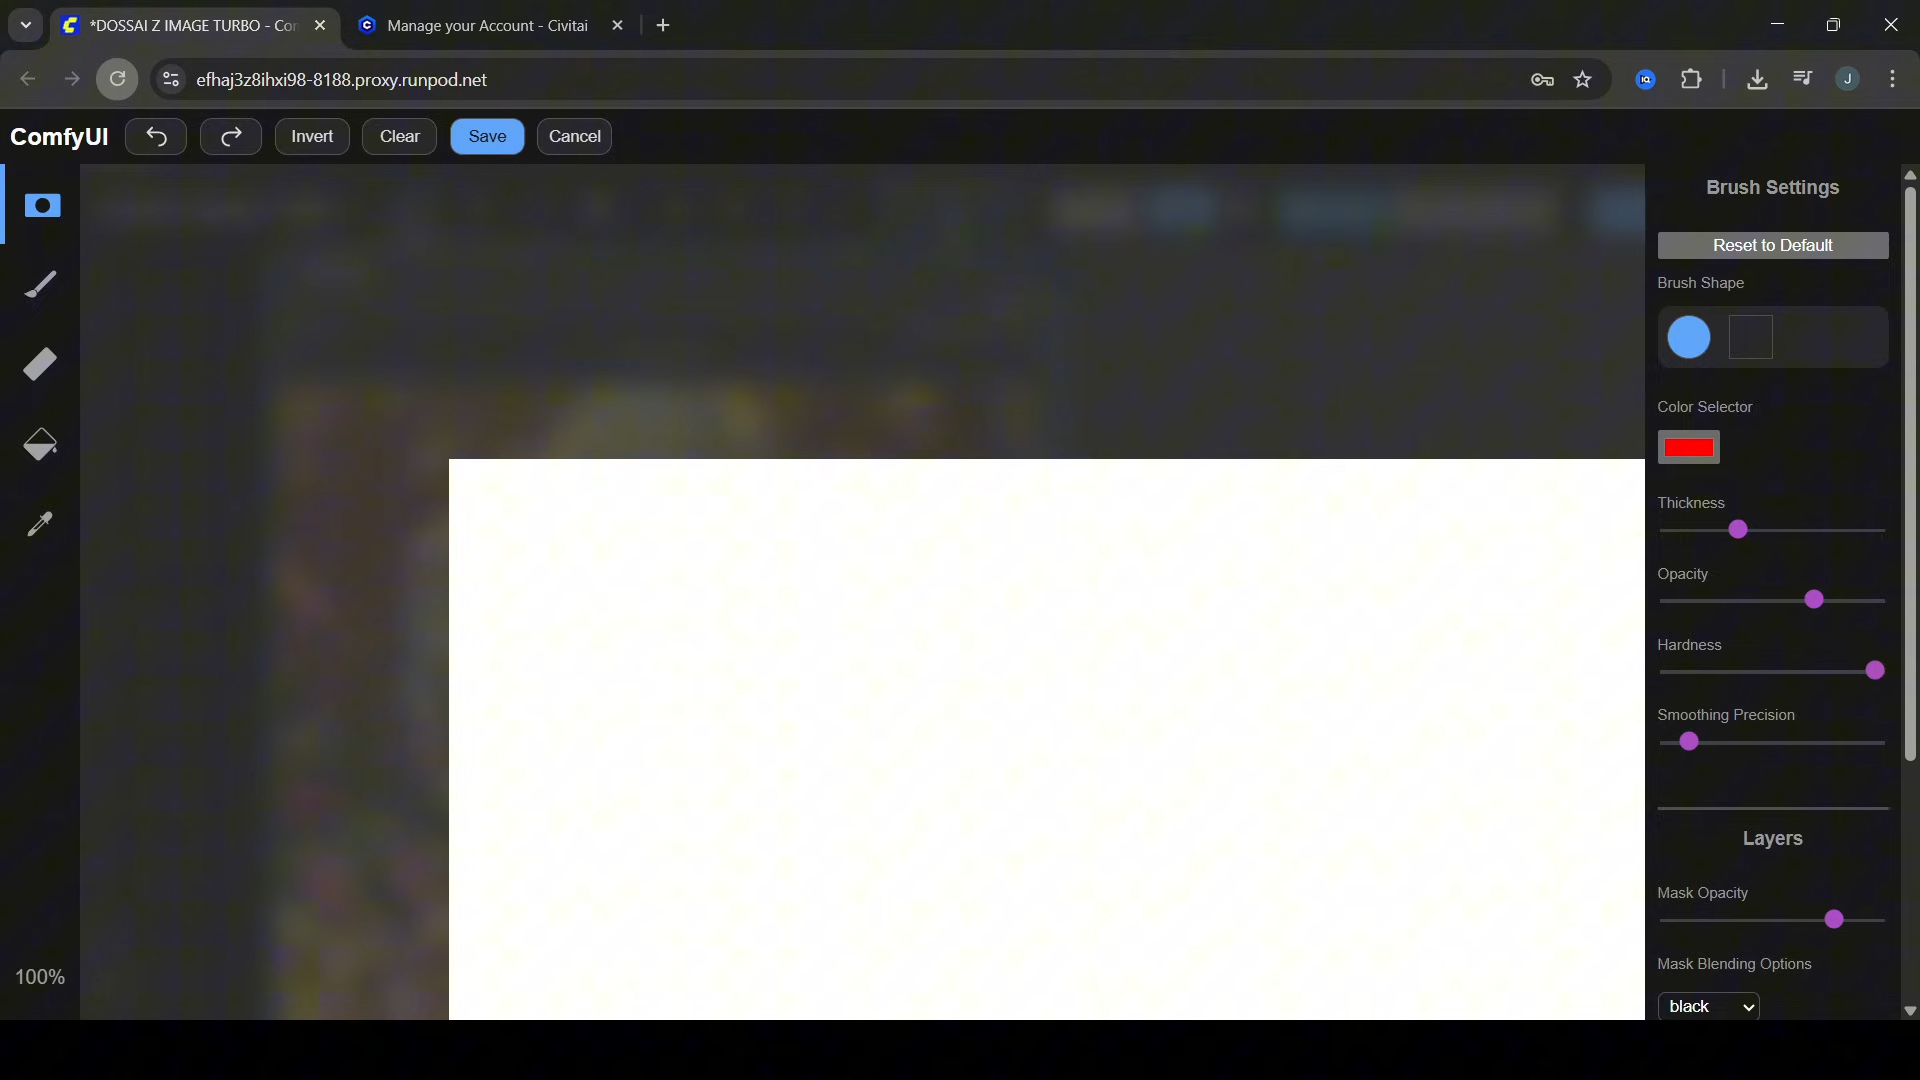 *DOSSAI Z IMAGE TURBO - Co
Manage your Account - Civitai
efhaj3z8ihxi98-8188.proxy.runpod.net
J
ComfyUI
Invert
Clear
Save
Cancel
Brush Settings
Reset to Default
Brush Shape
Color Selector
Thickness
Opacity
Hardness
Smoothing Precision
Layers
Mask Opacity
Mask Blending Options
black
100%